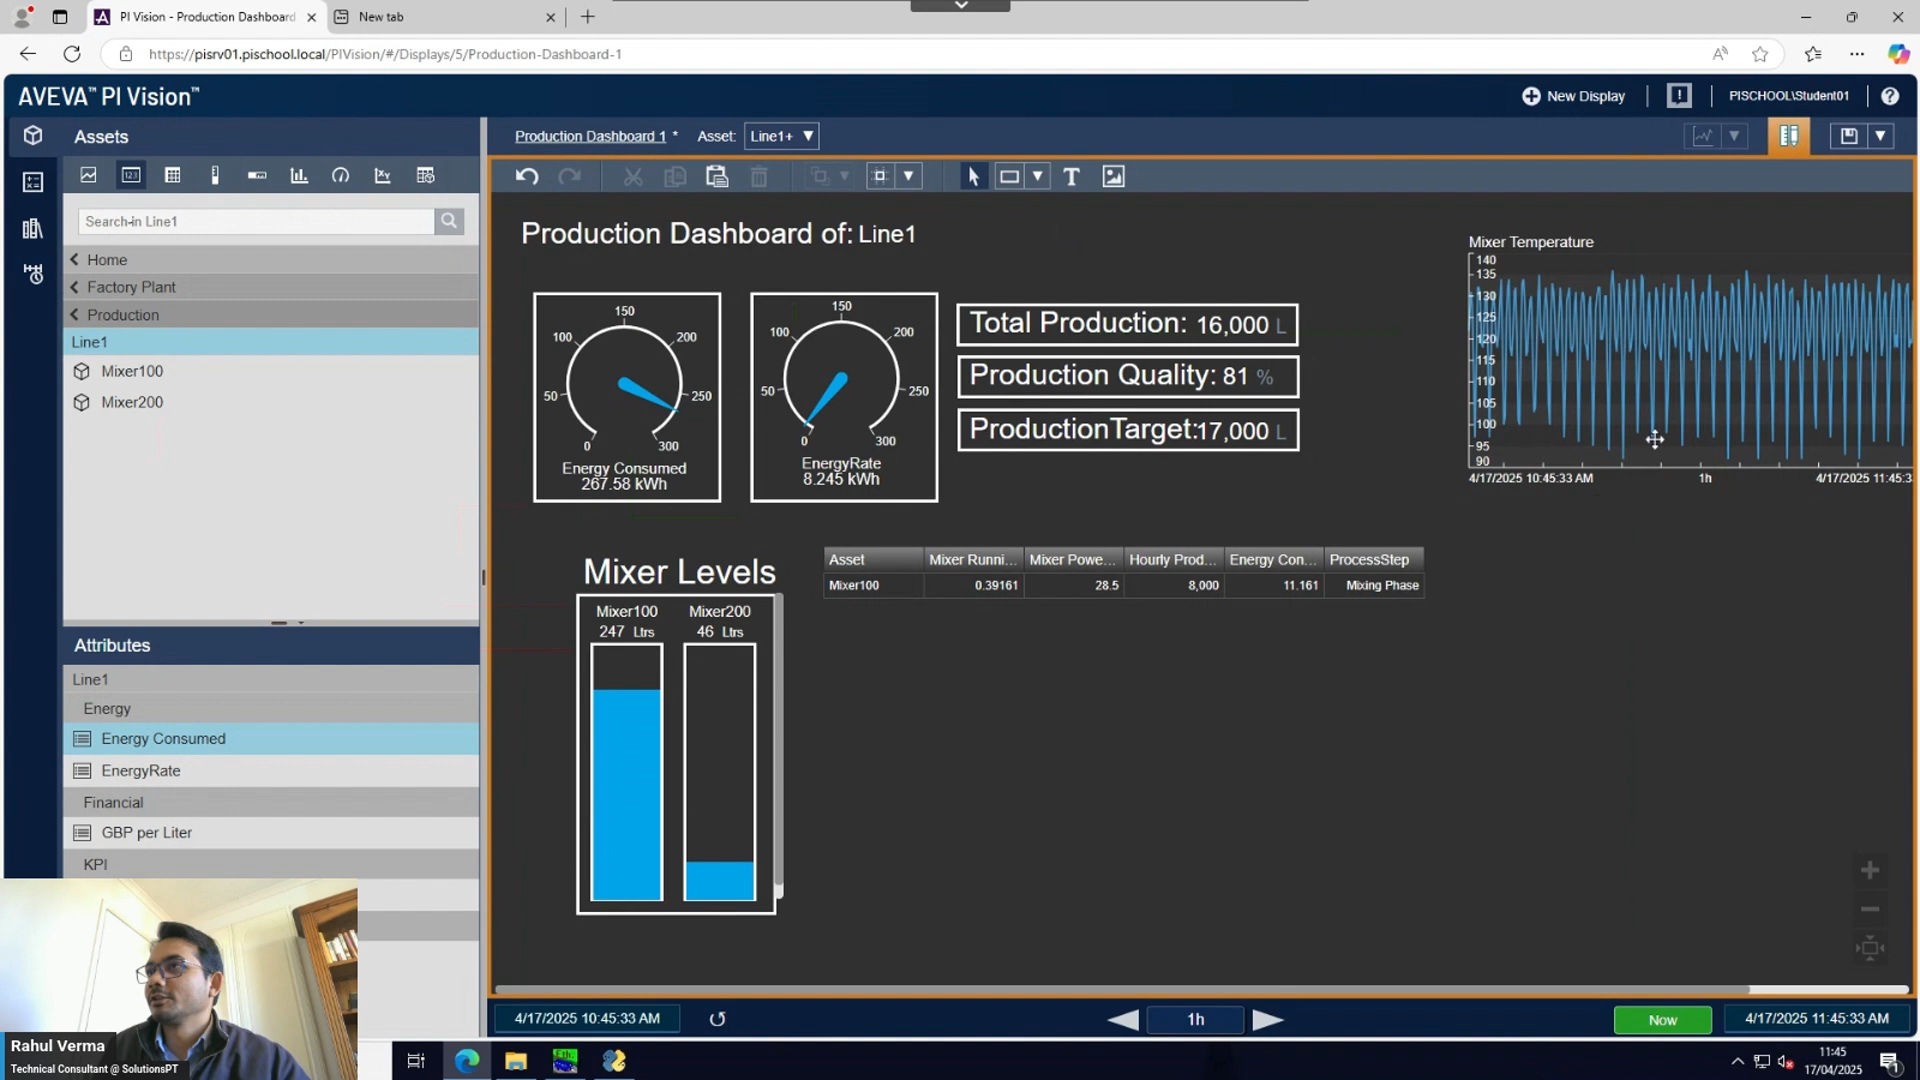 PI Vision - Production Dashboard
New tab
https://pisrv01.pischool.local/PIVision/#/Displays/5/Production-Dashboard-1
AVEVA™ PI Vision™
New Display
PISCHOOL\Student01
Assets
Production Dashboard 1 *
Asset: Line1+
Search in Line1
Home
Factory Plant
Production
Line1
Mixer100
Mixer200
Attributes
Line1
Energy
Energy Consumed
EnergyRate
Financial
GBP per Liter
KPI
Production Dashboard of: Line1
0 50 100 150 200 250 300
Energy Consumed
267.58 kWh
0 50 100 150 200 250 300
EnergyRate
8.245 kWh
Total Production: 16,000 L
Production Quality: 81 %
ProductionTarget: 17,000 L
Mixer Temperature
140
135
130
125
120
115
110
105
100
95
90
4/17/2025 10:45:33 AM 1h 4/17/2025 11:45:3
Mixer Levels
Mixer100 Mixer200
247 Ltrs 46 Ltrs
Asset Mixer Runni... Mixer Powe... Hourly Prod... Energy Con... ProcessStep
Mixer100 0.39161 28.5 8,000 11.161 Mixing Phase
4/17/2025 10:45:33 AM
1h
Now
4/17/2025 11:45:33 AM
Rahul Verma
Technical Consultant @ SolutionsPT
11:45
17/04/2025
1